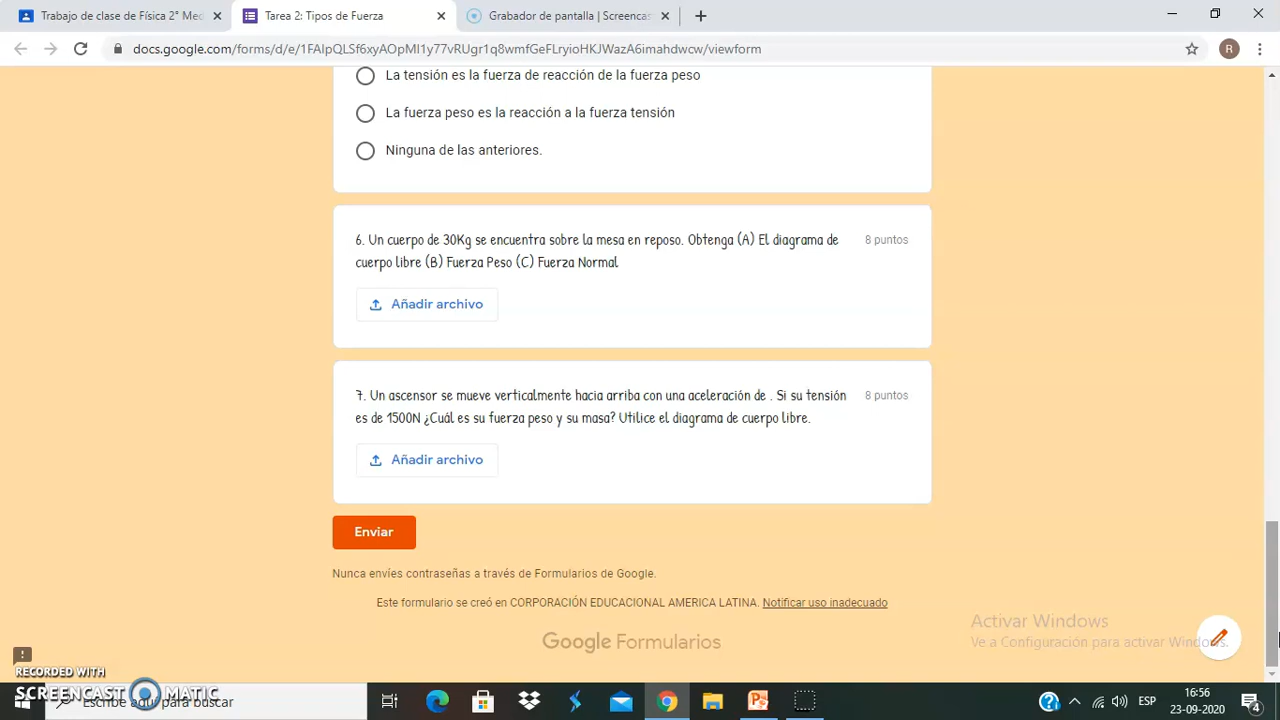 Trabajo de clase de Física 2° Med
Tarea 2: Tipos de Fuerza
Grabador de pantalla | Screencas
docs.google.com/forms/d/e/1FAIpQLSf6xyAOpMI1y77vRUgr1q8wmfGeFLryioHKJWazA6imahdwcw/viewform
R
La tensión es la fuerza de reacción de la fuerza peso
La fuerza peso es la reacción a la fuerza tensión
Ninguna de las anteriores.
6. Un cuerpo de 30Kg se encuentra sobre la mesa en reposo. Obtenga (A) El diagrama de
cuerpo libre (B) Fuerza Peso (C) Fuerza Normal
8 puntos
Añadir archivo
7. Un ascensor se mueve verticalmente hacia arriba con una aceleración de . Si su tensión
es de 1500N ¿Cuál es su fuerza peso y su masa? Utilice el diagrama de cuerpo libre.
8 puntos
Añadir archivo
Enviar
Nunca envíes contraseñas a través de Formularios de Google.
Este formulario se creó en CORPORACIÓN EDUCACIONAL AMERICA LATINA. Notificar uso inadecuado
Google Formularios
Activar Windows
Ve a Configuración para activar Windows.
RECORDED WITH
SCREENCAST MATIC
Escribe aquí para buscar
ESP
16:56
23-09-2020
4